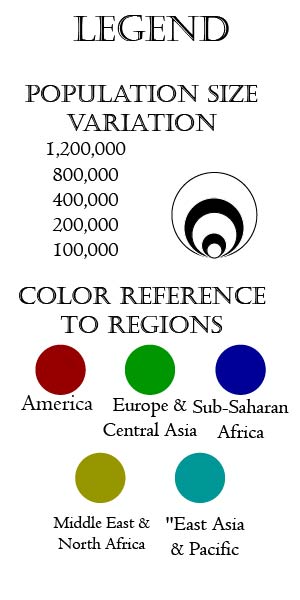 LEGEND
POPULATION SIZE
VARIATION
1,200,000
800,000
400,000
200,000
100,000
COLOR REFERENCE
TO REGIONS
America
Europe &
Central Asia
Sub-Saharan
Africa
Middle East &
North Africa
"East Asia
& Pacific